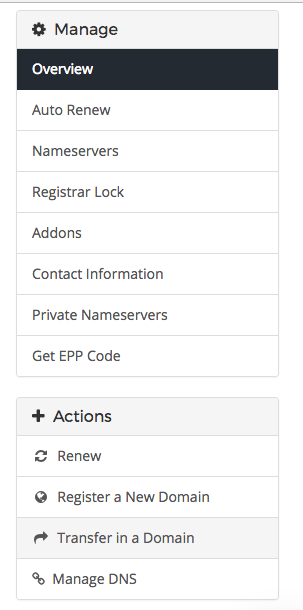 Manage
Overview
Auto Renew
Nameservers
Registrar Lock
Addons
Contact Information
Private Nameservers
Get EPP Code
Actions
Renew
Register a New Domain
Transfer in a Domain
Manage DNS